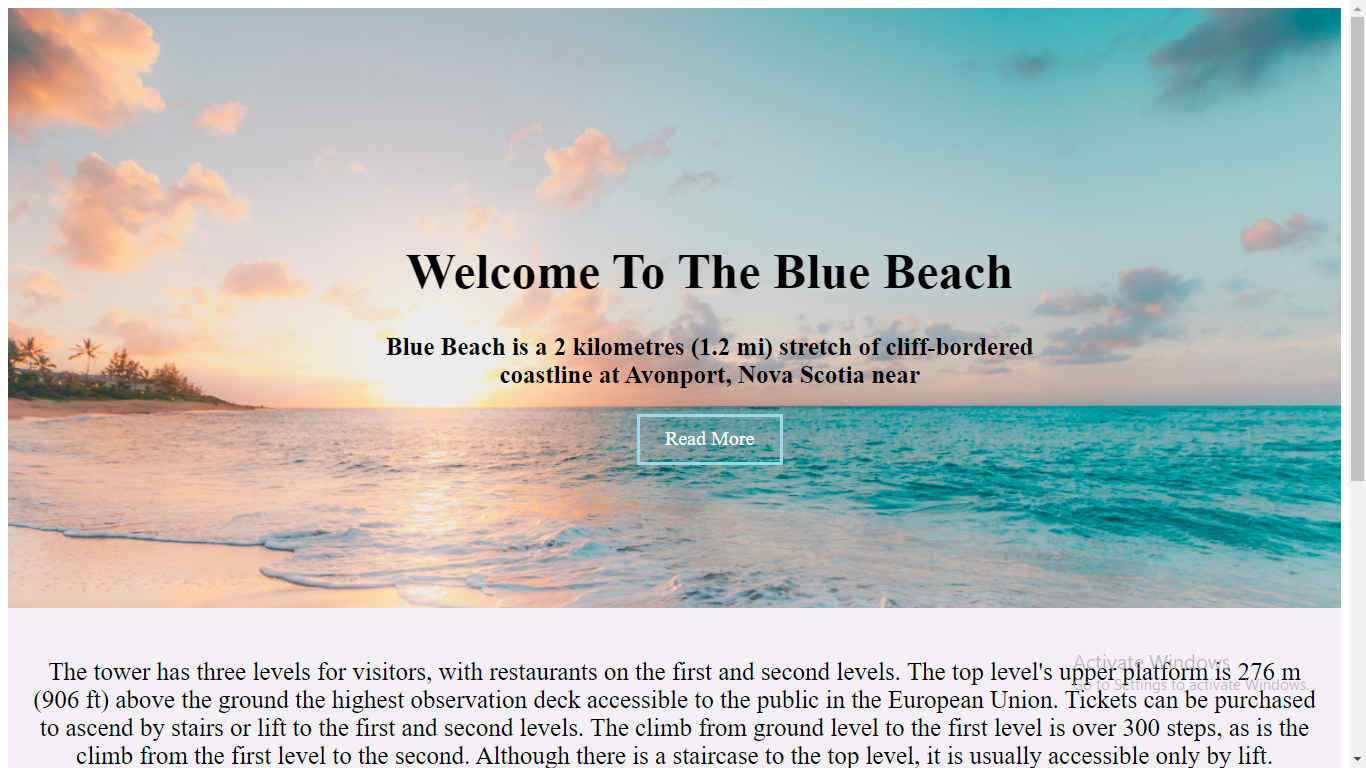 Welcome To The Blue Beach
Blue Beach is a 2 kilometres (1.2 mi) stretch of cliff-bordered
coastline at Avonport, Nova Scotia near
Read More
The tower has three levels for visitors, with restaurants on the first and second levels. The top level's upper platform is 276 m
(906 ft) above the ground the highest observation deck accessible to the public in the European Union. Tickets can be purchased
to ascend by stairs or lift to the first and second levels. The climb from ground level to the first level is over 300 steps, as is the
climb from the first level to the second. Although there is a staircase to the top level, it is usually accessible only by lift.
Activate Windows
Go to Settings to activate Windows.